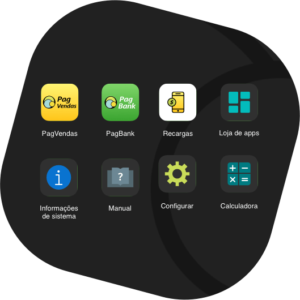 Pag
Vendas
Pag
Bank
PagVendas
PagBank
Recargas
Loja de apps
i
?
Informações
de sistema
Manual
Configurar
Calculadora